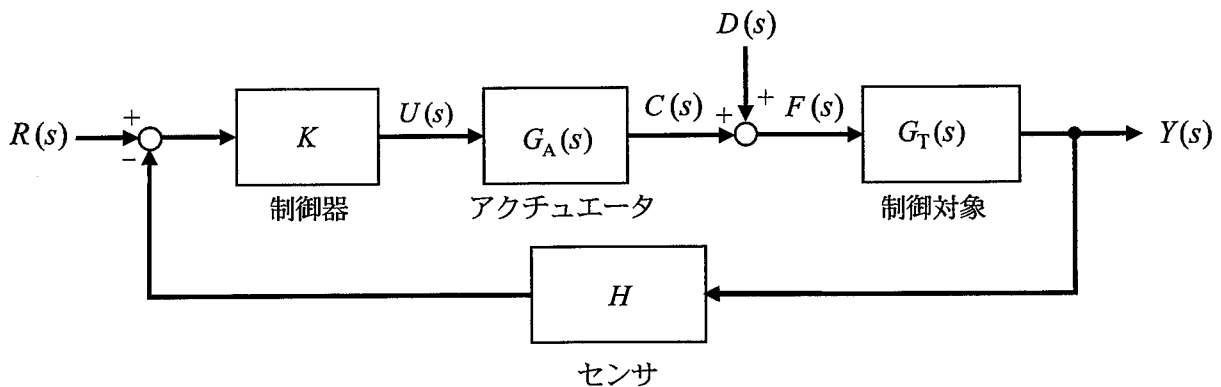 D(s)
R(s)
+
−
K
U(s)
G_A(s)
C(s)
+
+
F(s)
G_T(s)
Y(s)
制御器
アクチュエータ
制御対象
H
センサ